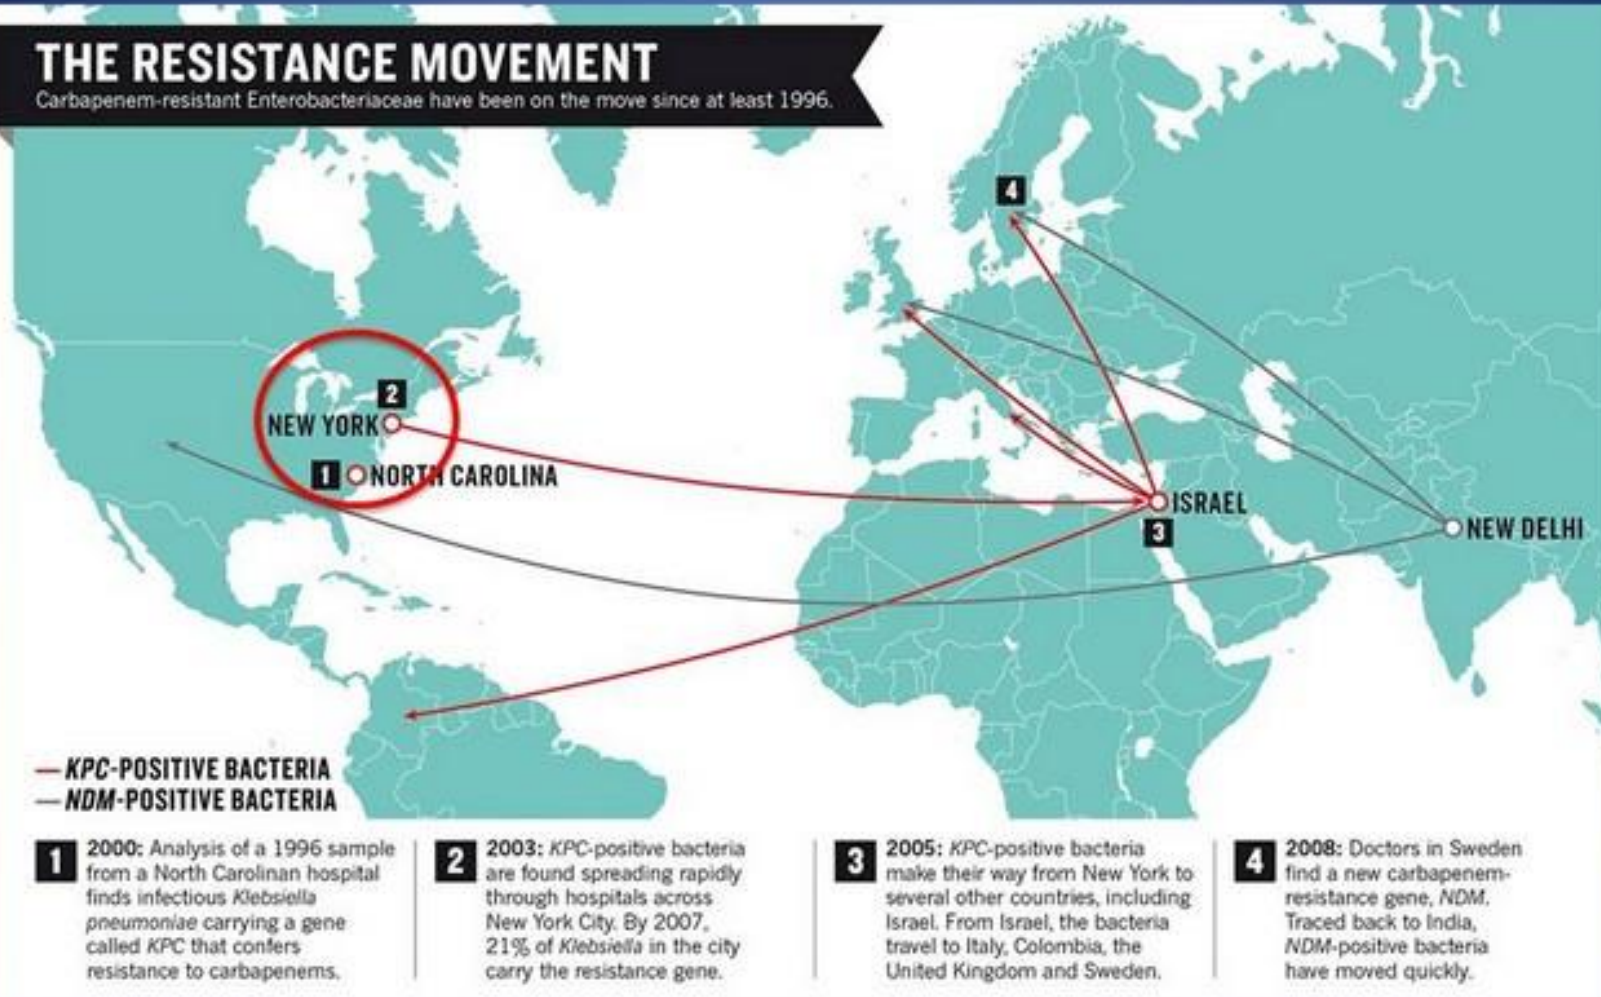 THE RESISTANCE MOVEMENT
Carbapenem-resistant Enterobacteriaceae have been on the move since at least 1996.
4
2
NEW YORK
1
NORTH CAROLINA
ISRAEL
3
NEW DELHI
KPC-POSITIVE BACTERIA
NDM-POSITIVE BACTERIA
1
2000: Analysis of a 1996 sample
from a North Carolinan hospital
finds infectious Klebsiella
pneumoniae carrying a gene
called KPC that confers
resistance to carbapenems.
2
2003: KPC-positive bacteria
are found spreading rapidly
through hospitals across
New York City. By 2007,
21% of Klebsiella in the city
carry the resistance gene.
3
2005: KPC-positive bacteria
make their way from New York to
several other countries, including
Israel. From Israel, the bacteria
travel to Italy, Colombia, the
United Kingdom and Sweden.
4
2008: Doctors in Sweden
find a new carbapenem-
resistance gene, NDM.
Traced back to India,
NDM-positive bacteria
have moved quickly.